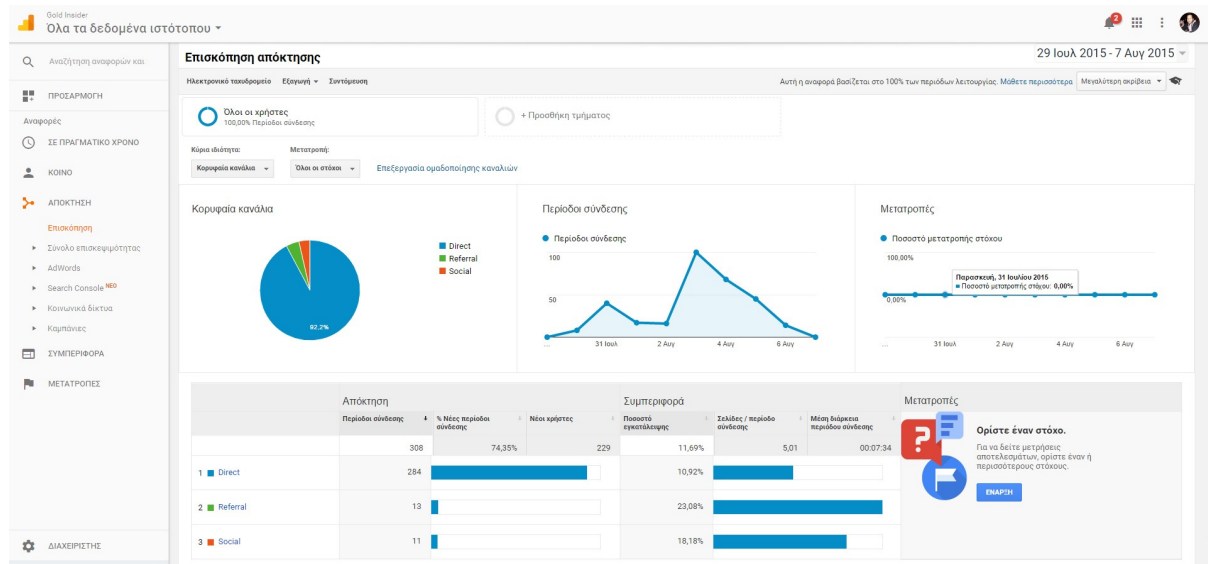 Gold Insider
Όλα τα δεδομένα ιστότοπου
2
Αναζήτηση αναφορών και
ΠΡΟΣΑΡΜΟΓΗ
Αναφορές
ΣΕ ΠΡΑΓΜΑΤΙΚΟ ΧΡΟΝΟ
ΚΟΙΝΟ
ΑΠΟΚΤΗΣΗ
Επισκόπηση
Σύνολο επισκεψιμότητας
AdWords
Search Console ΝΕΟ
Κοινωνικά δίκτυα
Καμπάνιες
ΣΥΜΠΕΡΙΦΟΡΑ
ΜΕΤΑΤΡΟΠΕΣ
ΔΙΑΧΕΙΡΙΣΤΗΣ
Επισκόπηση απόκτησης
29 Ιουλ 2015 - 7 Αυγ 2015
Ηλεκτρονικό ταχυδρομείο Εξαγωγή Συντόμευση
Αυτή η αναφορά βασίζεται στο 100% των περιόδων λειτουργίας. Μάθετε περισσότερα Μεγαλύτερη ακρίβεια
Όλοι οι χρήστες
100,00% Περίοδοι σύνδεσης
+ Προσθήκη τμήματος
Κύρια ιδιότητα: Μετατροπή:
Κορυφαία κανάλια Όλοι οι στόχοι Επεξεργασία ομαδοποίησης καναλιών
Κορυφαία κανάλια
Direct
Referral
Social
92.2%
Περίοδοι σύνδεσης
Περίοδοι σύνδεσης
100
50
... 31 Ιουλ 2 Αυγ 4 Αυγ 6 Αυγ
Μετατροπές
Ποσοστό μετατροπής στόχου
100,00%
Παρασκευή, 31 Ιουλίου 2015
Ποσοστό μετατροπής στόχου: 0,00%
0,00%
... 31 Ιουλ 2 Αυγ 4 Αυγ 6 Αυγ
Απόκτηση Συμπεριφορά Μετατροπές
Περίοδοι σύνδεσης % Νέες περίοδοι σύνδεσης Νέοι χρήστες Ποσοστό εγκατάλειψης Σελίδες / περίοδο σύνδεσης Μέση διάρκεια περιόδου σύνδεσης
308 74,35% 229 11,69% 5,01 00:07:34
1 Direct 284 10,92%
2 Referral 13 23,08%
3 Social 11 18,18%
?
Ορίστε έναν στόχο.
Για να δείτε μετρήσεις
αποτελεσμάτων, ορίστε έναν ή
περισσότερους στόχους.
ΕΝΑΡΞΗ